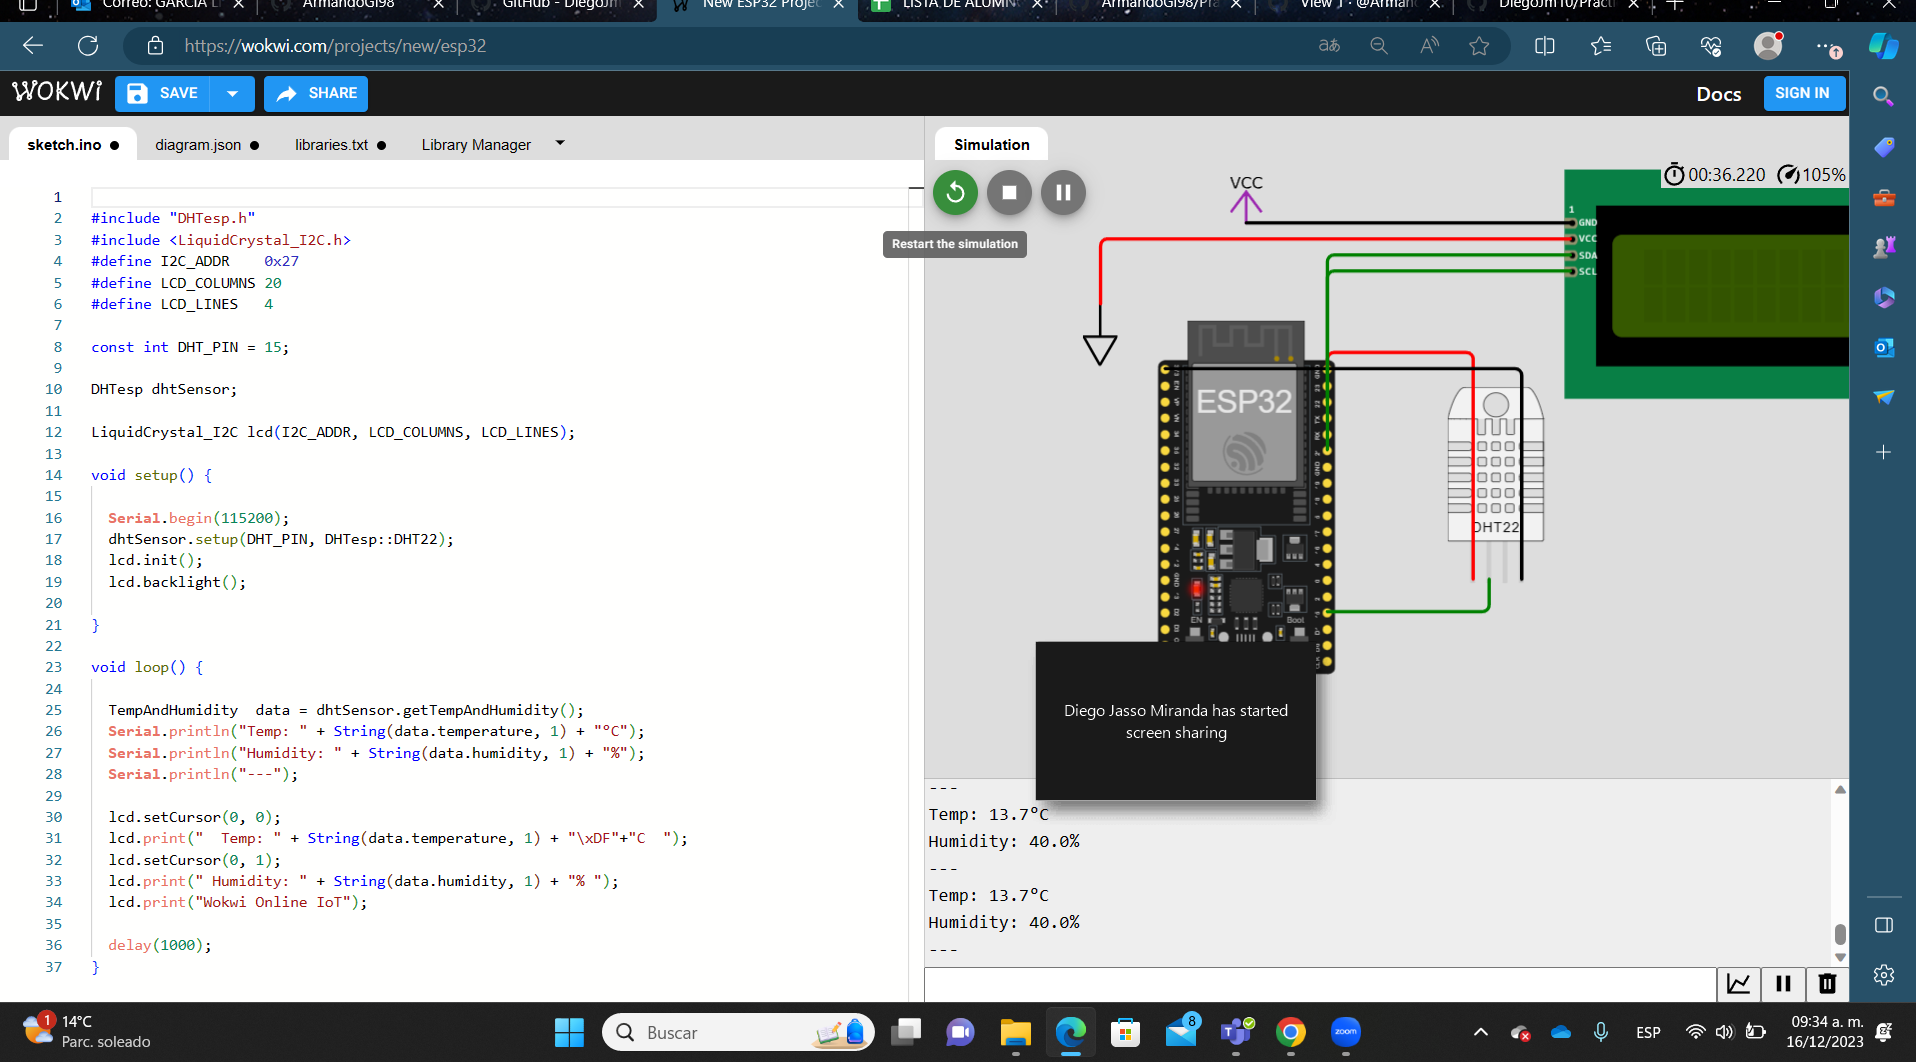 Correo: GARCIA L
ArmandoGI98
GitHub - DiegoJm
New ESP32 Projec
LISTA DE ALUMN
ArmandoGI98/Pra
View 1 · @Arman
DiegoJm10/Practi
https://wokwi.com/projects/new/esp32
WOKWI
SAVE
SHARE
Docs
SIGN IN
sketch.ino
diagram.json
libraries.txt
Library Manager
Simulation
00:36.220
105%
Restart the simulation
1
2 #include "DHTesp.h"
3 #include <LiquidCrystal_I2C.h>
4 #define I2C_ADDR    0x27
5 #define LCD_COLUMNS 20
6 #define LCD_LINES   4
7
8 const int DHT_PIN = 15;
9
10 DHTesp dhtSensor;
11
12 LiquidCrystal_I2C lcd(I2C_ADDR, LCD_COLUMNS, LCD_LINES);
13
14 void setup() {
15
16   Serial.begin(115200);
17   dhtSensor.setup(DHT_PIN, DHTesp::DHT22);
18   lcd.init();
19   lcd.backlight();
20
21 }
22
23 void loop() {
24
25   TempAndHumidity  data = dhtSensor.getTempAndHumidity();
26   Serial.println("Temp: " + String(data.temperature, 1) + "°C");
27   Serial.println("Humidity: " + String(data.humidity, 1) + "%");
28   Serial.println("---");
29
30   lcd.setCursor(0, 0);
31   lcd.print("  Temp: " + String(data.temperature, 1) + "\xDF"+"C  ");
32   lcd.setCursor(0, 1);
33   lcd.print(" Humidity: " + String(data.humidity, 1) + "% ");
34   lcd.print("Wokwi Online IoT");
35
36   delay(1000);
37 }
VCC
1
GND
VCC
SDA
SCL
ESP32
DHT22
EN
Boot
Diego Jasso Miranda has started
screen sharing
---
Temp: 13.7°C
Humidity: 40.0%
---
Temp: 13.7°C
Humidity: 40.0%
---
1
14°C
Parc. soleado
Buscar
8
zoom
ESP
09:34 a. m.
16/12/2023